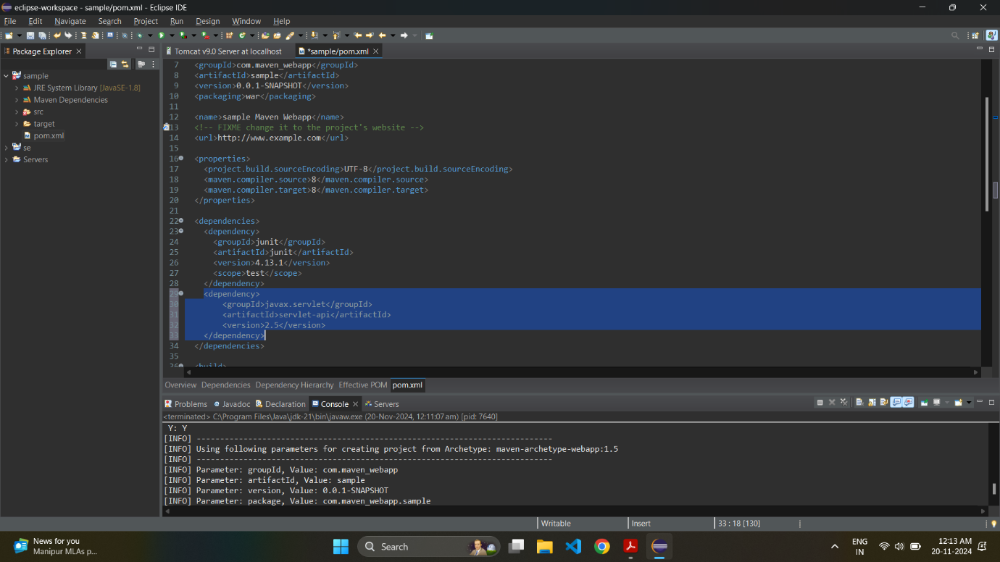 eclipse-workspace - sample/pom.xml - Eclipse IDE
File Edit Navigate Search Project Run Design Window Help
Package Explorer
Tomcat v9.0 Server at localhost
*sample/pom.xml
sample
JRE System Library [JavaSE-1.8]
Maven Dependencies
src
target
pom.xml
se
Servers
7 <groupId>com.maven_webapp</groupId>
8 <artifactId>sample</artifactId>
9 <version>0.0.1-SNAPSHOT</version>
10 <packaging>war</packaging>
11
12 <name>sample Maven Webapp</name>
13 <!-- FIXME change it to the project's website -->
14 <url>http://www.example.com</url>
15
16 <properties>
17 <project.build.sourceEncoding>UTF-8</project.build.sourceEncoding>
18 <maven.compiler.source>8</maven.compiler.source>
19 <maven.compiler.target>8</maven.compiler.target>
20 </properties>
21
22 <dependencies>
23 <dependency>
24 <groupId>junit</groupId>
25 <artifactId>junit</artifactId>
26 <version>4.13.1</version>
27 <scope>test</scope>
28 </dependency>
29 <dependency>
30 <groupId>javax.servlet</groupId>
31 <artifactId>servlet-api</artifactId>
32 <version>2.5</version>
33 </dependency>
34 </dependencies>
35
36 <build>
Overview Dependencies Dependency Hierarchy Effective POM pom.xml
Problems Javadoc Declaration Console Servers
<terminated> C:\Program Files\Java\jdk-21\bin\javaw.exe (20-Nov-2024, 12:11:07 am) [pid: 7640]
Y: Y
[INFO] ----------------------------------------------------------------------------
[INFO] Using following parameters for creating project from Archetype: maven-archetype-webapp:1.5
[INFO] ----------------------------------------------------------------------------
[INFO] Parameter: groupId, Value: com.maven_webapp
[INFO] Parameter: artifactId, Value: sample
[INFO] Parameter: version, Value: 0.0.1-SNAPSHOT
[INFO] Parameter: package, Value: com.maven_webapp.sample
Writable Insert 33 : 18 [130]
News for you
Manipur MLAs p...
Search
ENG
IN
12:13 AM
20-11-2024